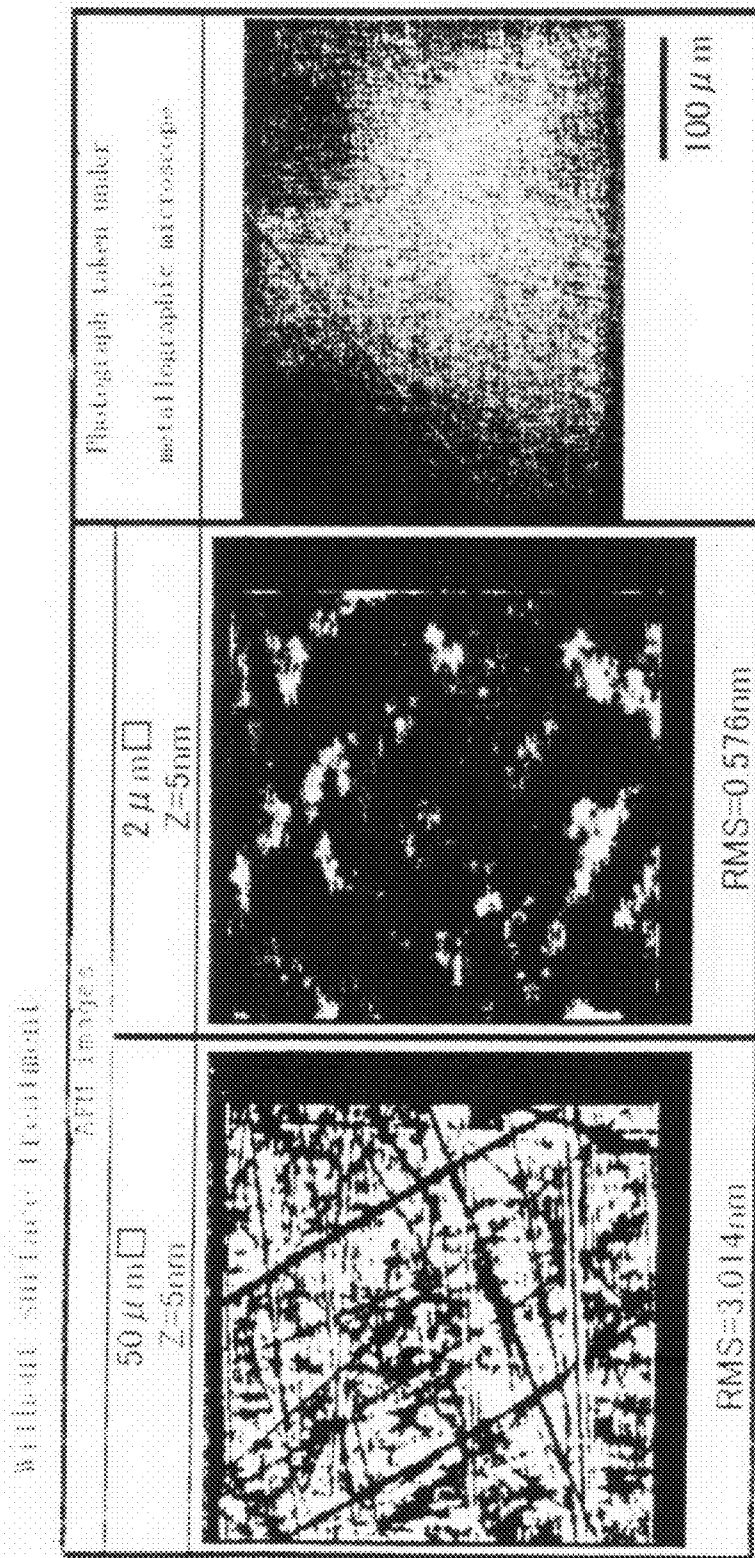 Without surface treatment
AFM images
50 μm□
Z=5nm
2 μm□
Z=5nm
Photograph taken under
metallographic microscope
RMS=3.014nm
RMS=0.576nm
100 μm